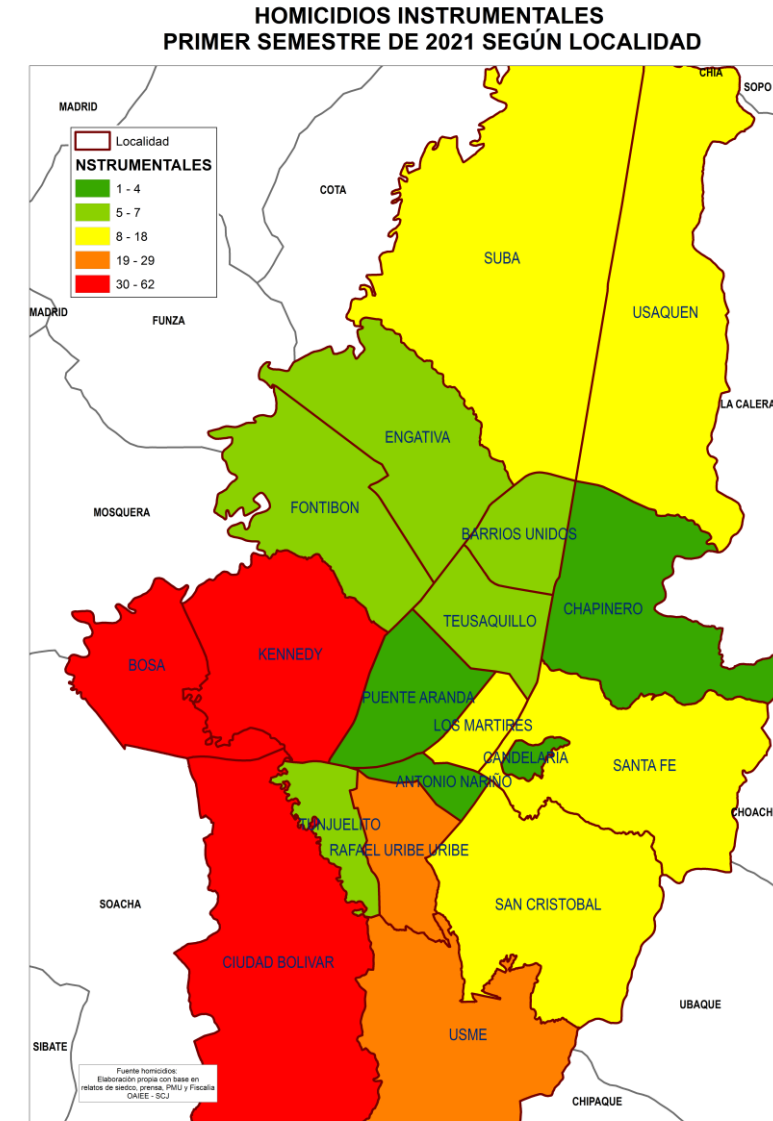 HOMICIDIOS INSTRUMENTALES
PRIMER SEMESTRE DE 2021 SEGÚN LOCALIDAD
CHIA
SOPO
MADRID
Localidad
NSTRUMENTALES
1 - 4
5 - 7
8 - 18
19 - 29
30 - 62
COTA
SUBA
USAQUEN
MADRID
FUNZA
LA CALERA
ENGATIVA
FONTIBON
MOSQUERA
BARRIOS UNIDOS
CHAPINERO
TEUSAQUILLO
KENNEDY
BOSA
PUENTE ARANDA
LOS MARTIRES
CANDELARIA
SANTA FE
ANTONIO NARIÑO
CHOACH
TUNJUELITO
RAFAEL URIBE URIBE
SOACHA
SAN CRISTOBAL
CIUDAD BOLIVAR
UBAQUE
USME
SIBATE
Fuente homicidios:
Elaboración propia con base en
relatos de siedco, prensa, PMU y Fiscalía
OAIEE - SCJ
CHIPAQUE